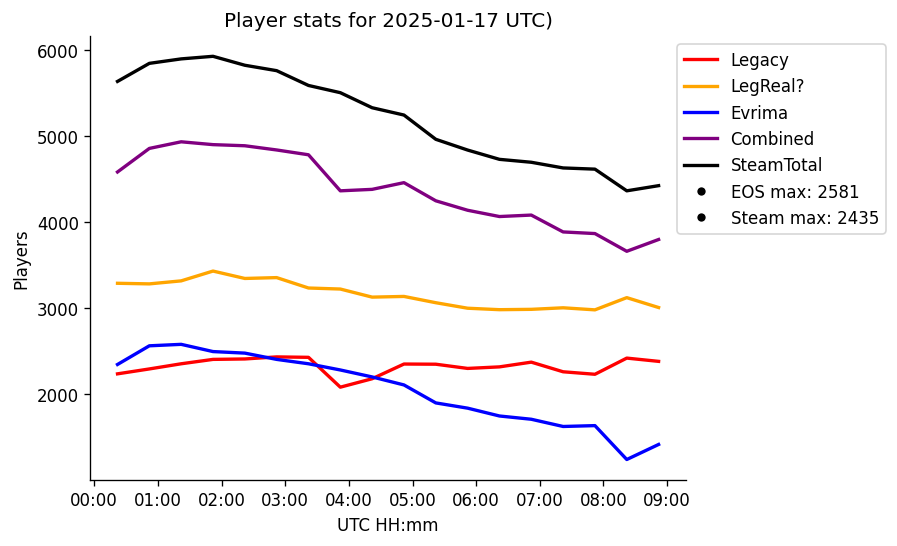 Player stats for 2025-01-17 UTC)
Legacy
LegReal?
Evrima
Combined
SteamTotal
EOS max: 2581
Steam max: 2435
Players
6000
5000
4000
3000
2000
00:00 01:00 02:00 03:00 04:00 05:00 06:00 07:00 08:00 09:00
UTC HH:mm